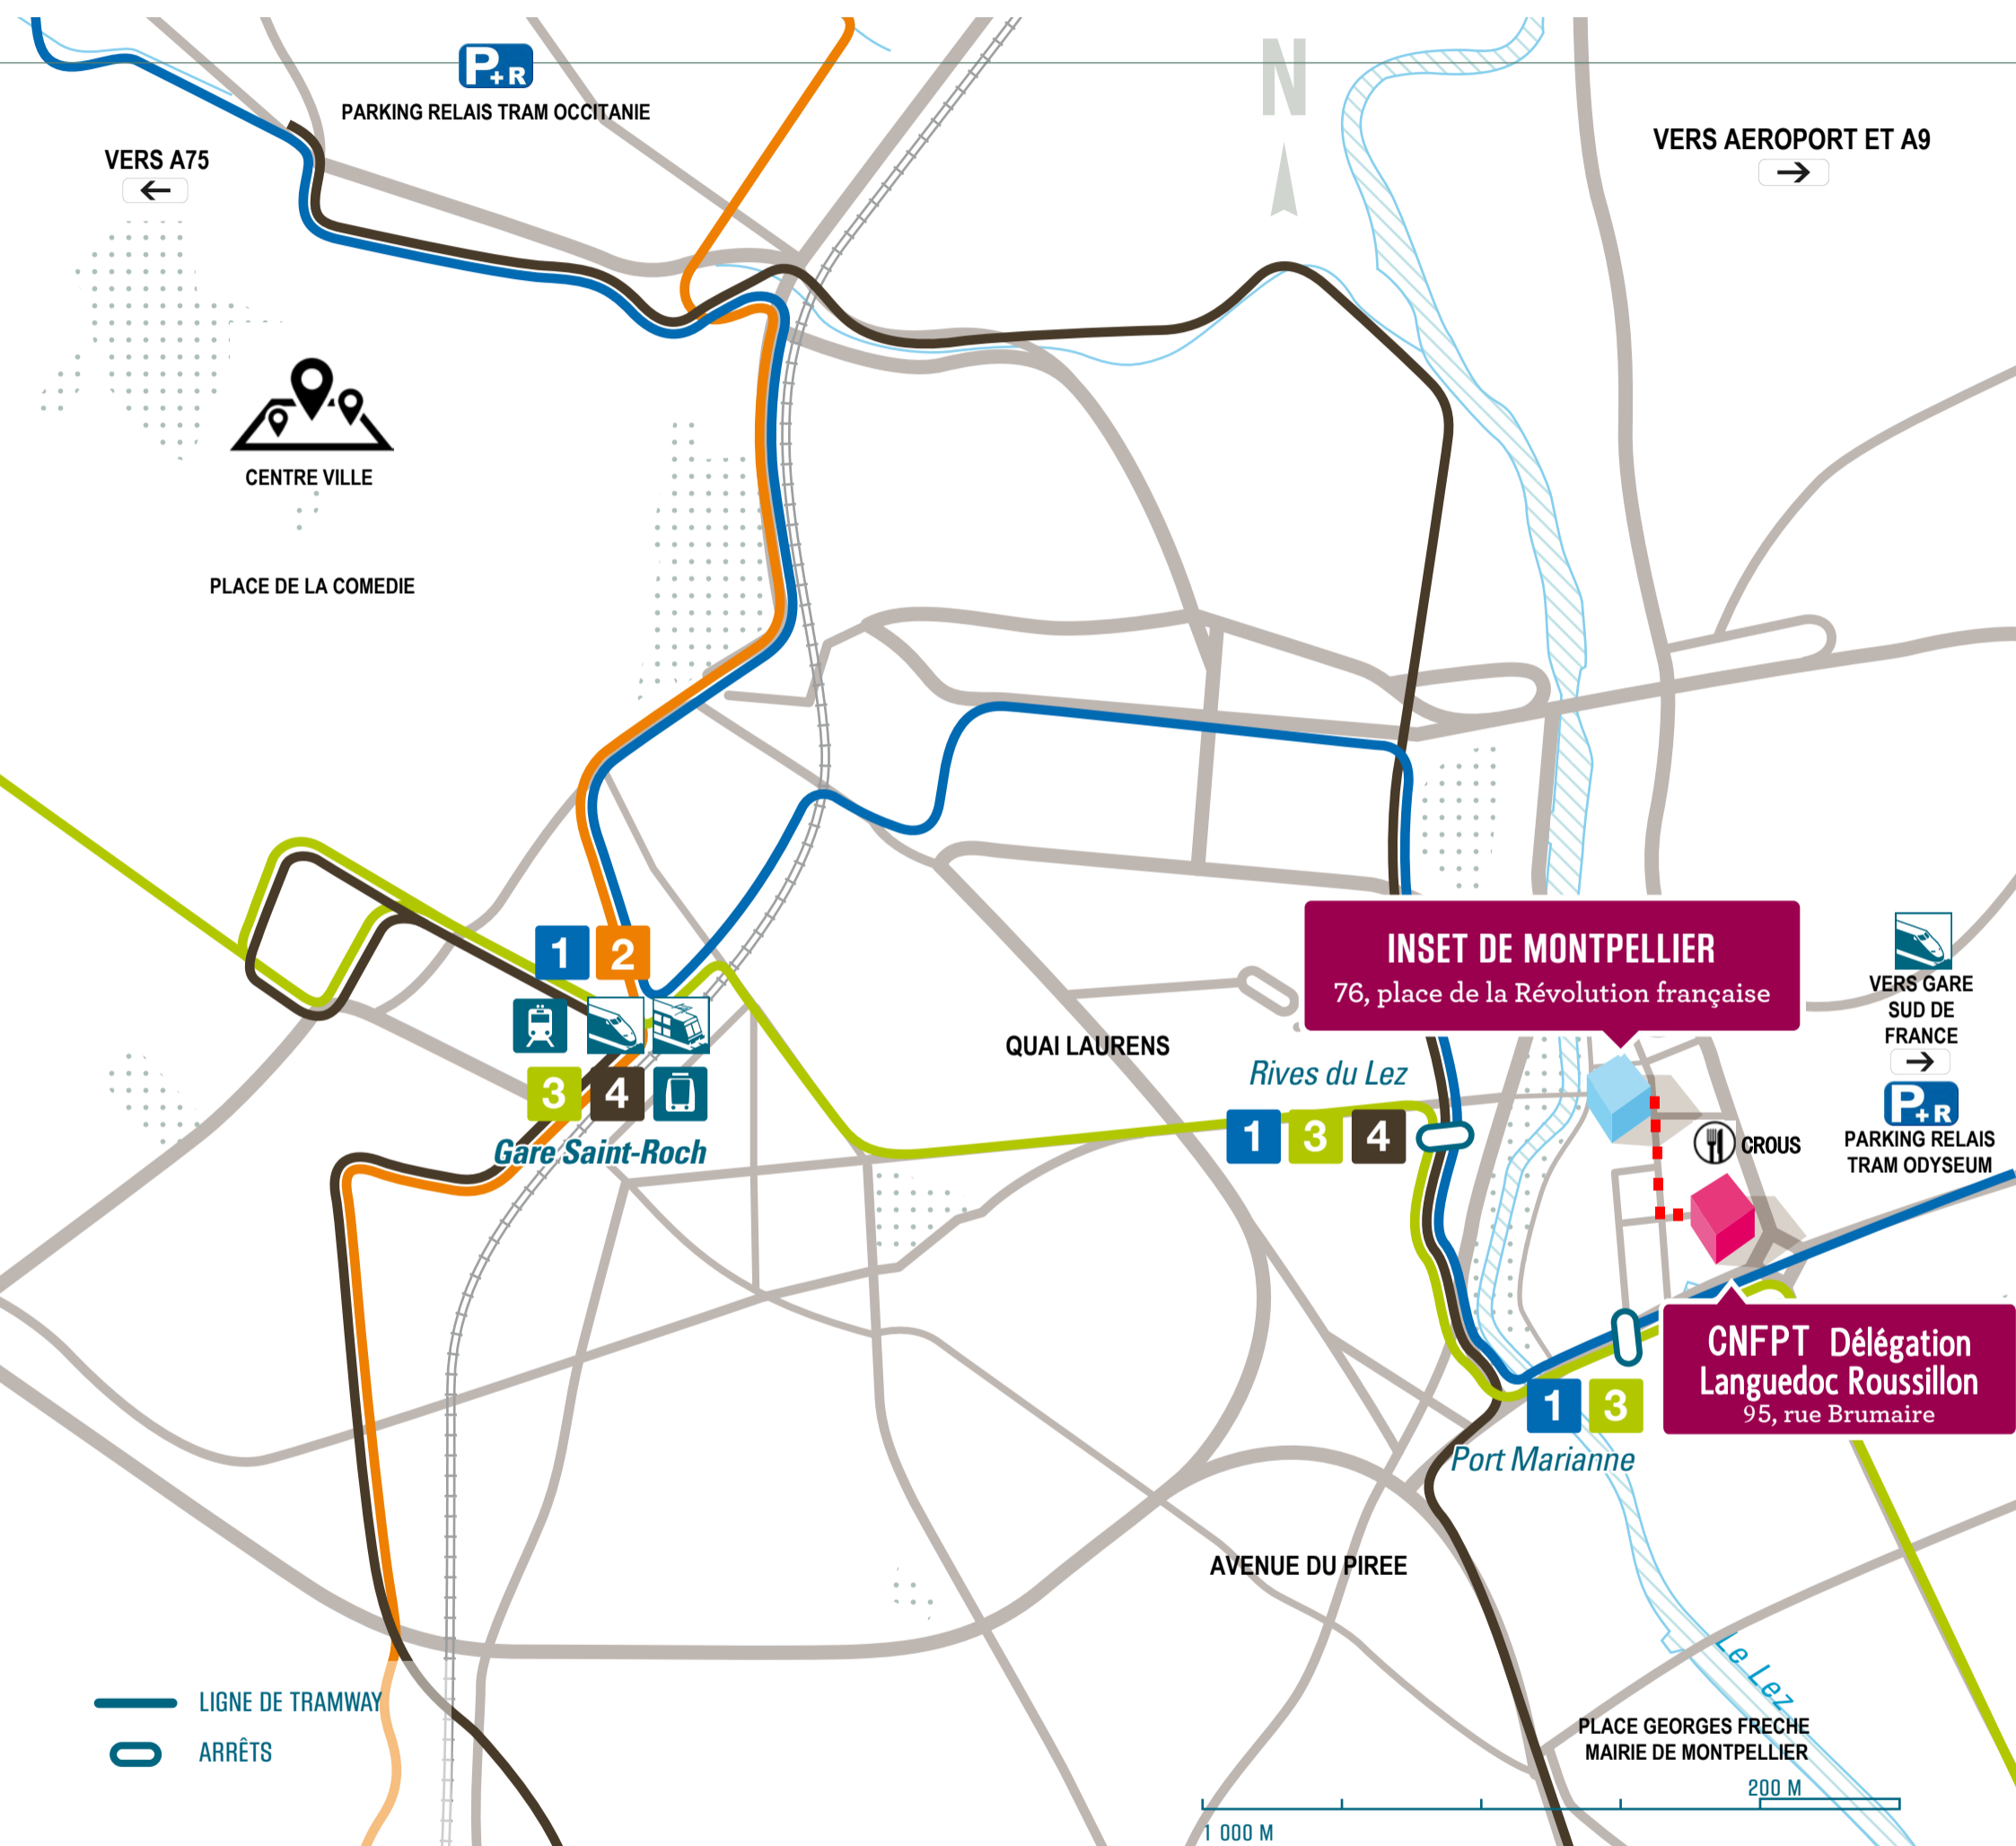 P+R
PARKING RELAIS TRAM OCCITANIE
N
VERS A75
VERS AEROPORT ET A9
CENTRE VILLE
PLACE DE LA COMEDIE
1 2
3 4
Gare Saint-Roch
QUAI LAURENS
INSET DE MONTPELLIER
76, place de la Révolution française
Rives du Lez
1 3 4
VERS GARE
SUD DE
FRANCE
P+R
PARKING RELAIS
TRAM ODYSEUM
CROUS
CNFPT Délégation
Languedoc Roussillon
95, rue Brumaire
1 3
Port Marianne
AVENUE DU PIREE
Le Lez
PLACE GEORGES FRECHE
MAIRIE DE MONTPELLIER
LIGNE DE TRAMWAY
ARRÊTS
200 M
1 000 M